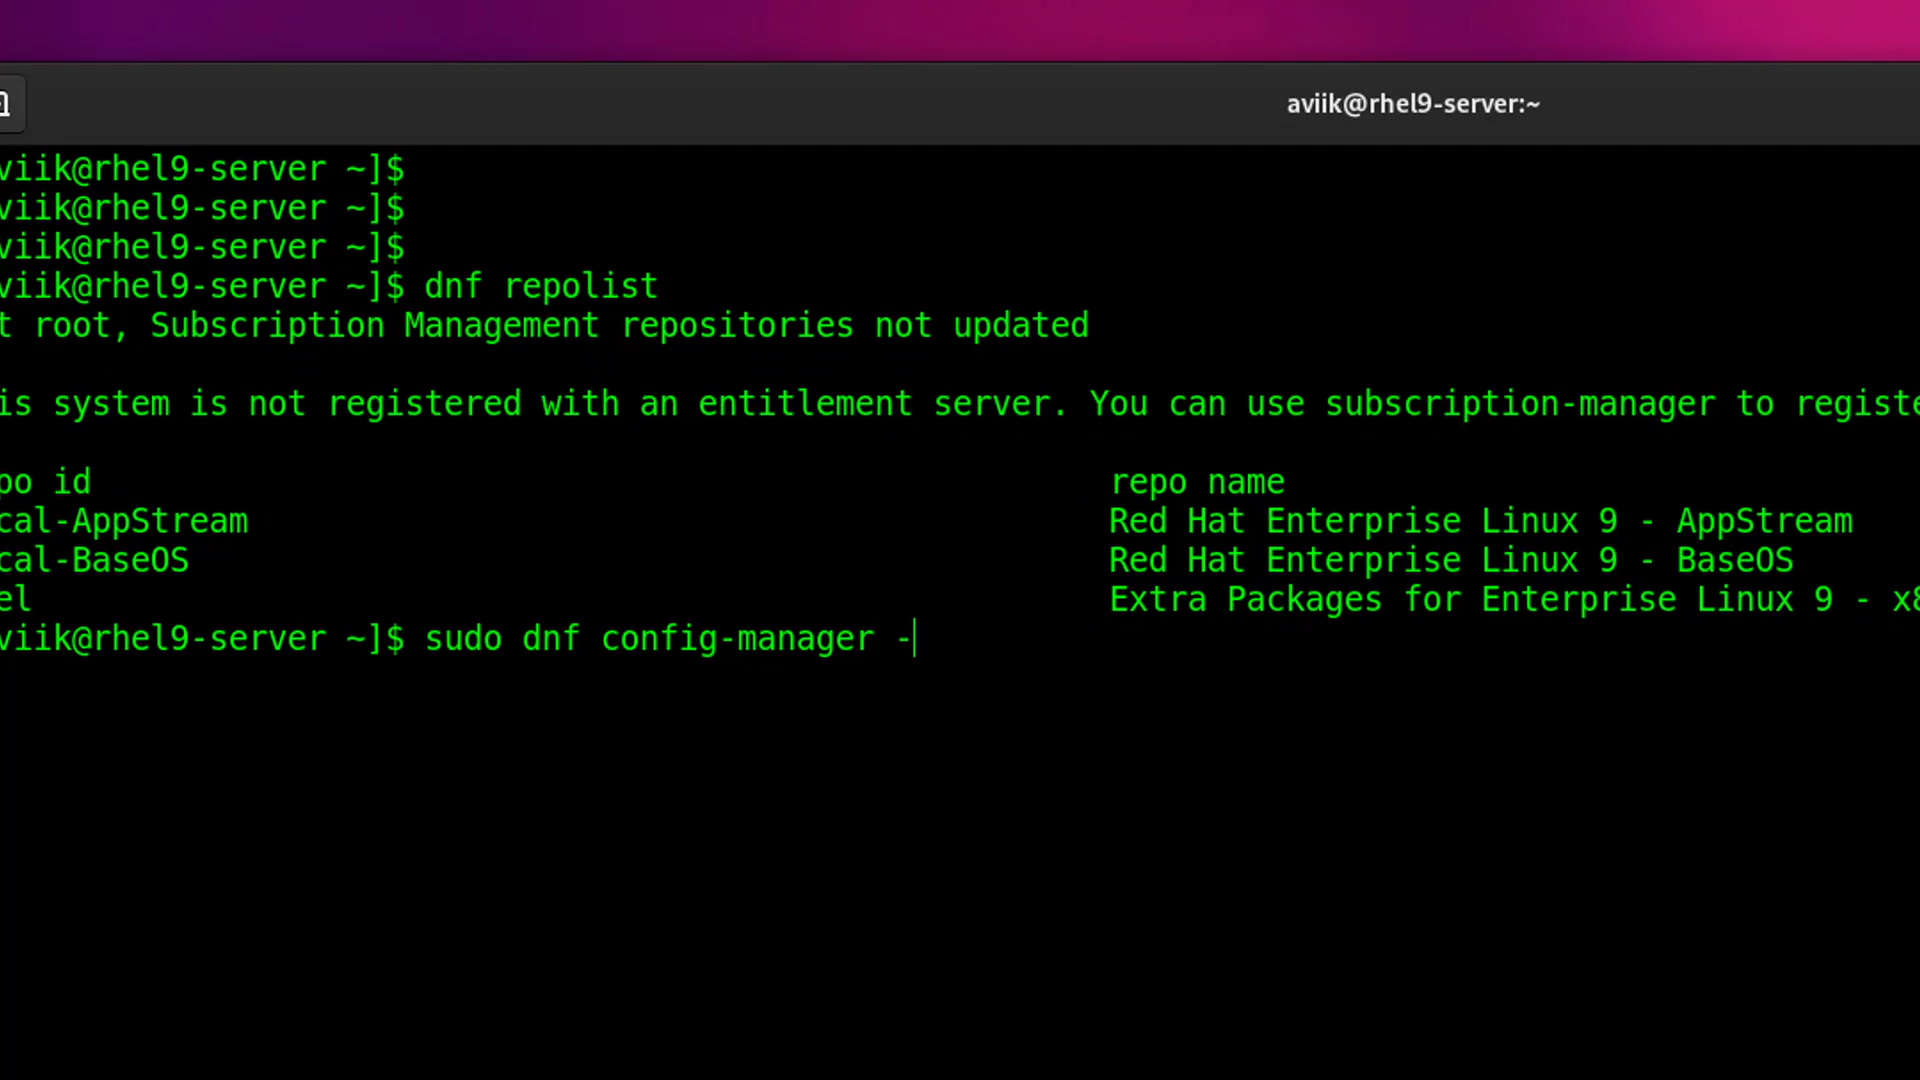 aviik@rhel9-server:~
viik@rhel9-server ~]$
viik@rhel9-server ~]$
viik@rhel9-server ~]$
viik@rhel9-server ~]$ dnf repolist
t root, Subscription Management repositories not updated
is system is not registered with an entitlement server. You can use subscription-manager to registe
po id repo name
cal-AppStream Red Hat Enterprise Linux 9 - AppStream
cal-BaseOS Red Hat Enterprise Linux 9 - BaseOS
el Extra Packages for Enterprise Linux 9 - x8
viik@rhel9-server ~]$ sudo dnf config-manager -